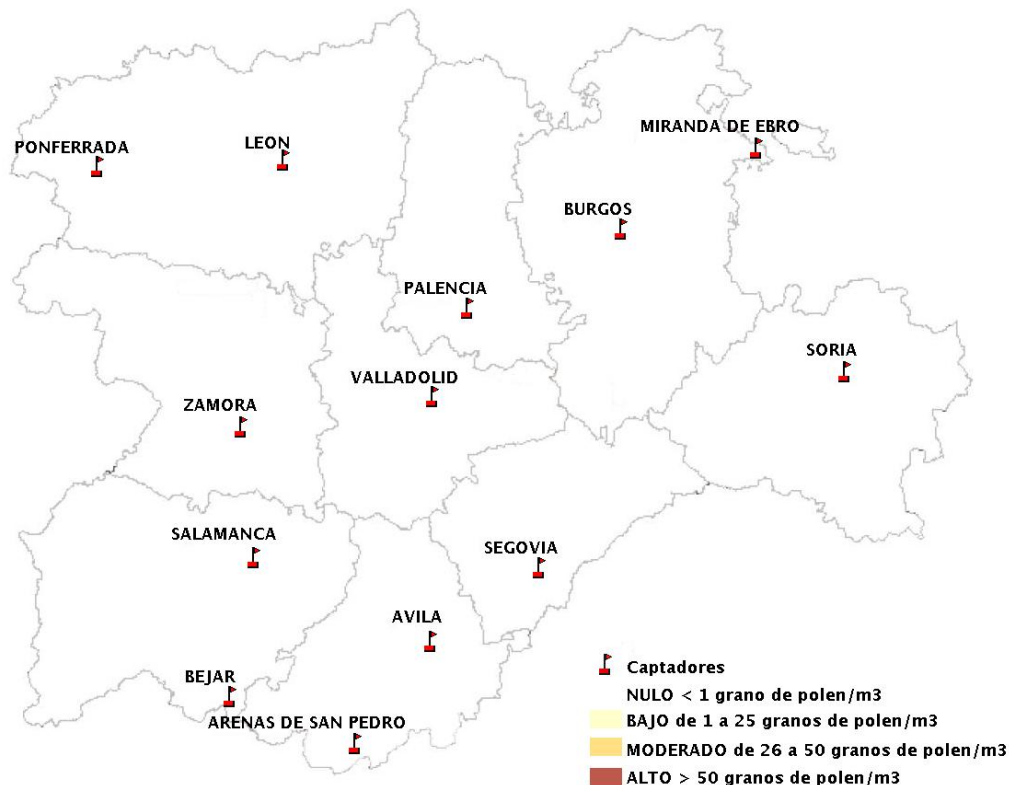 MIRANDA DE EBRO
PONFERRADA
LEON
BURGOS
PALENCIA
SORIA
VALLADOLID
ZAMORA
SALAMANCA
SEGOVIA
AVILA
BEJAR
ARENAS DE SAN PEDRO
Captadores
NULO < 1 grano de polen/m3
BAJO de 1 a 25 granos de polen/m3
MODERADO de 26 a 50 granos de polen/m3
ALTO > 50 granos de polen/m3